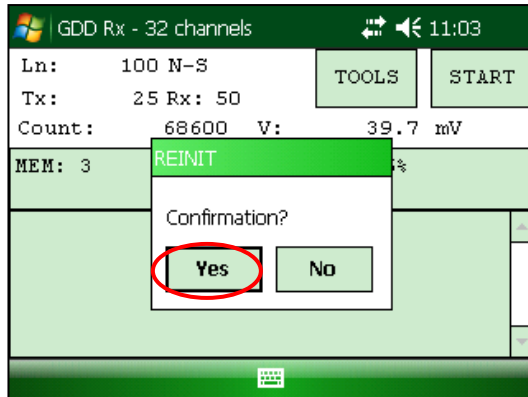 GDD Rx - 32 channels 11:03
Ln: 100 N-S
TOOLS START
Tx: 25 Rx: 50
Count: 68600 V: 39.7 mV
MEM: 3 %
REINIT
Confirmation?
Yes No